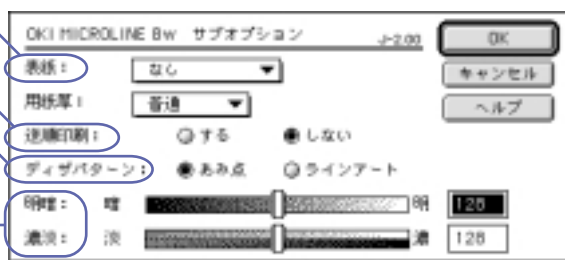 OKI MICROLINE 8w サブオプション J-2.00 OK
表紙： なし キャンセル
用紙厚： 普通 ヘルプ
逆順印刷： する しない
ディザパターン： あみ点 ラインアート
明暗： 暗 明 128
濃淡： 淡 濃 128